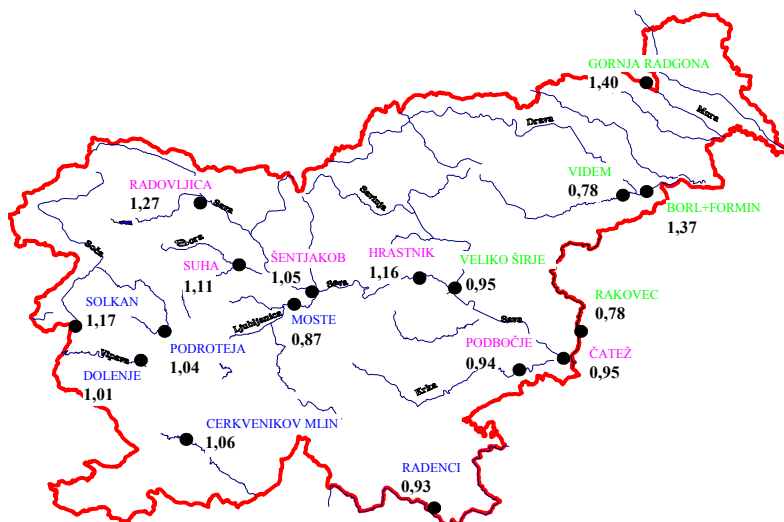 GORNJA RADGONA
1,40
Mura
Drava
VIDEM
0,78
BORL+FORMIN
1,37
RADOVLJICA
1,27
Sava
Savinja
Sora
Soča
SUHA
1,11
ŠENTJAKOB
1,05
Sava
HRASTNIK
1,16
VELIKO ŠIRJE
0,95
SOLKAN
1,17
Ljubljanica
MOSTE
0,87
Sava
RAKOVEC
0,78
PODROTEJA
1,04
Vipava
DOLENJE
1,01
PODBOČJE
0,94
ČATEŽ
0,95
Krka
CERKVENIKOV MLIN
1,06
RADENCI
0,93